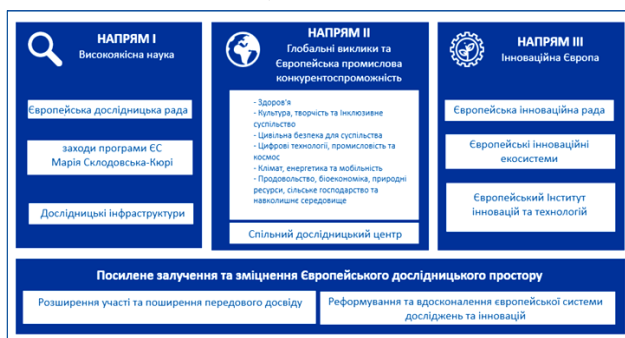 НАПРЯМ І
Високоякісна наука
Європейська дослідницька рада
заходи програми ЄС
Марія Склодовська-Кюрі
Дослідницькі інфраструктури
НАПРЯМ ІІ
Глобальні виклики та
Європейська промислова
конкурентоспроможність
- Здоров'я
- Культура, творчість та Інклюзивне
суспільство
- Цивільна безпека для суспільства
- Цифрові технології, промисловість та
космос
- Клімат, енергетика та мобільність
- Продовольство, біоекономіка, природні
ресурси, сільське господарство та
навколишнє середовище
Спільний дослідницький центр
НАПРЯМ ІІІ
Інноваційна Європа
Європейська інноваційна рада
Європейські інноваційні
екосистеми
Європейський Інститут
інновацій та технологій
Посилене залучення та зміцнення Європейського дослідницького простору
Розширення участі та поширення передового досвіду
Реформування та вдосконалення європейської системи
досліджень та інновацій